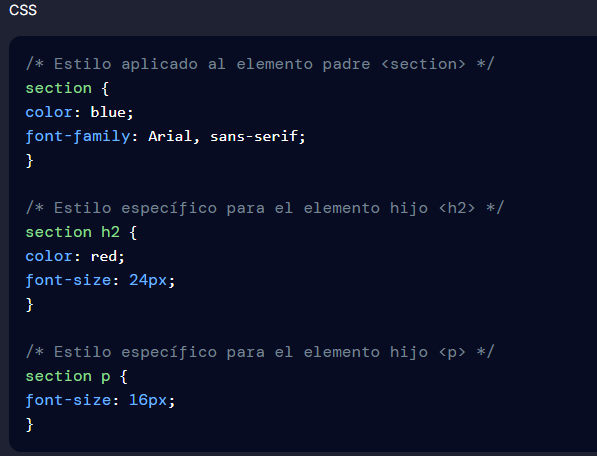 CSS
/* Estilo aplicado al elemento padre <section> */
section {
color: blue;
font-family: Arial, sans-serif;
}
/* Estilo específico para el elemento hijo <h2> */
section h2 {
color: red;
font-size: 24px;
}
/* Estilo específico para el elemento hijo <p> */
section p {
font-size: 16px;
}